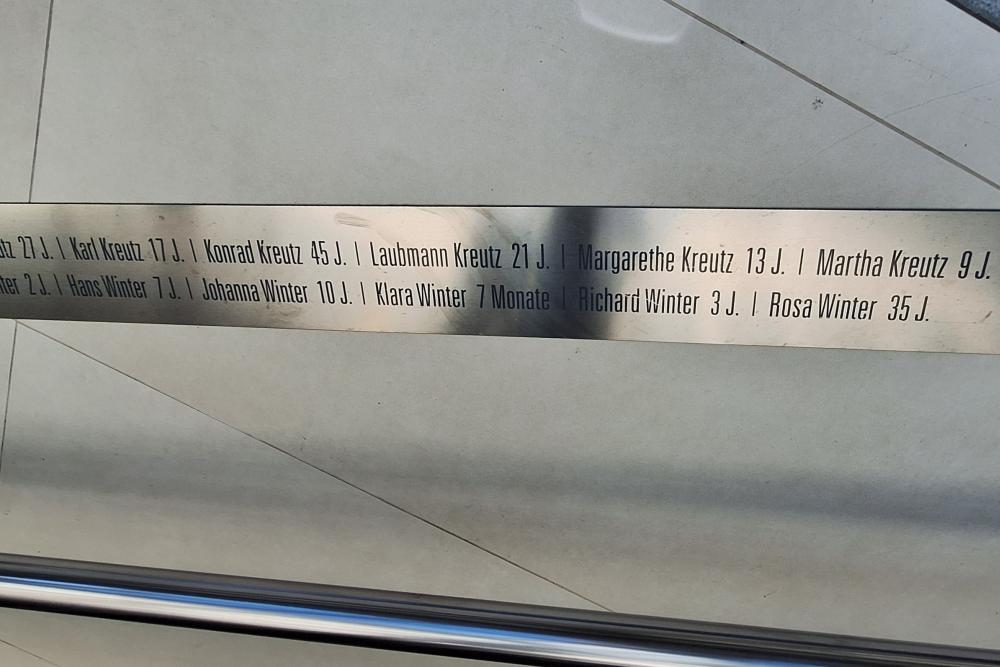 27 J. | Karl Kreutz 17 J. | Konrad Kreutz 45 J. | Laubmann Kreutz 21 J. | Margarethe Kreutz 13 J. | Martha Kreutz 9 J.
2 J. | Hans Winter 7 J. | Johanna Winter 10 J. | Klara Winter 7 Monate | Richard Winter 3 J. | Rosa Winter 35 J.